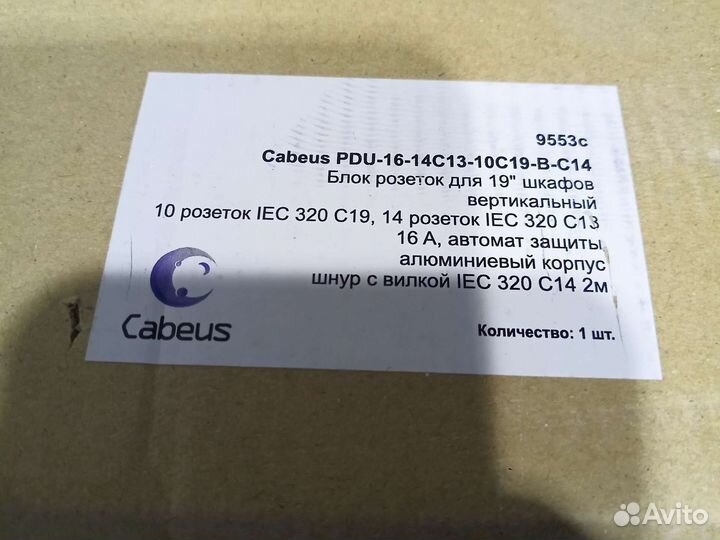 9553c
Cabeus PDU-16-14C13-10C19-B-C14
Блок розеток для 19" шкафов
вертикальный
10 розеток IEC 320 C19, 14 розеток IEC 320 C13
16 А, автомат защиты
алюминиевый корпус
шнур с вилкой IEC 320 C14 2м
Cabeus
Количество: 1 шт.
Avito